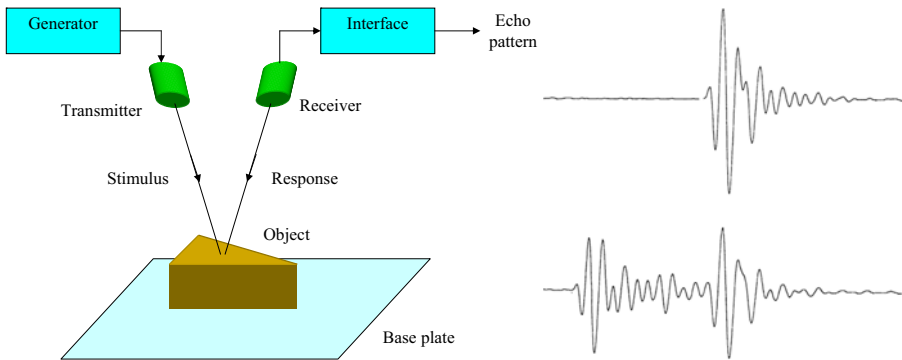 Generator
Interface
Echo
pattern
Transmitter
Receiver
Stimulus
Response
Object
Base plate